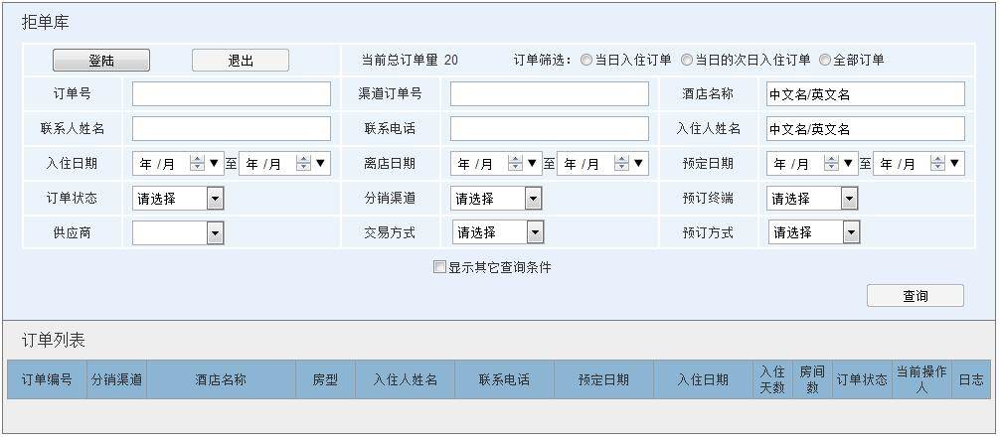 拒单库
登陆 退出 当前总订单量 20 订单筛选: 当日入住订单 当日的次日入住订单 全部订单
订单号 渠道订单号 酒店名称 中文名/英文名
联系人姓名 联系电话 入住人姓名 中文名/英文名
入住日期 年 /月 至 年 /月 离店日期 年 /月 至 年 /月 预定日期 年 /月 至 年 /月
订单状态 请选择 分销渠道 请选择 预订终端 请选择
供应商 交易方式 请选择 预订方式 请选择
显示其它查询条件
查询
订单列表
订单编号 分销渠道 酒店名称 房型 入住人姓名 联系电话 预定日期 入住日期 入住天数 房间数 订单状态 当前操作人 日志